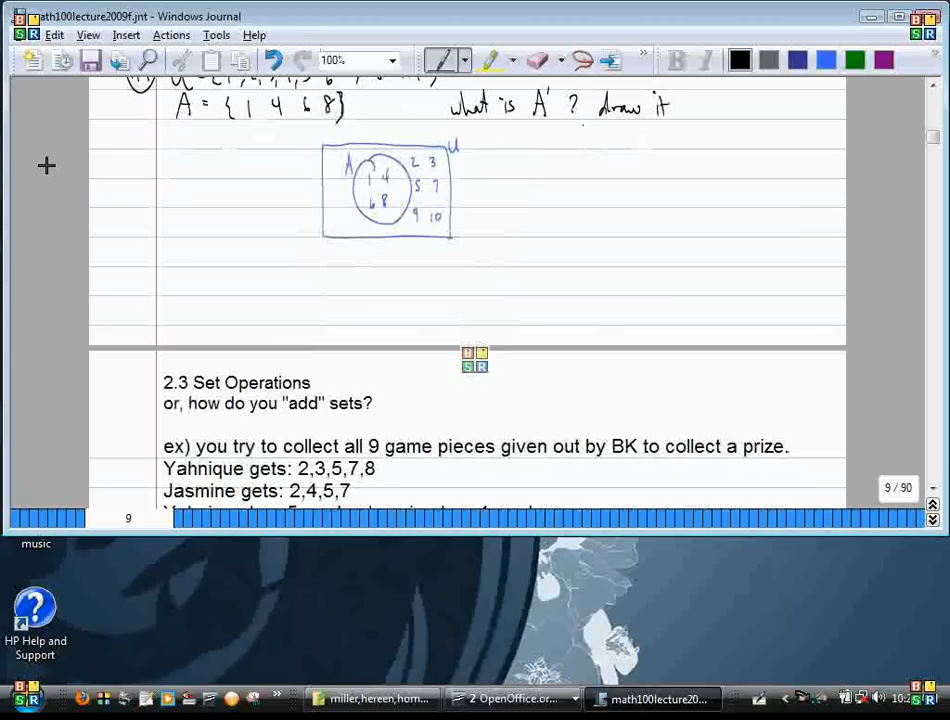 math100lecture2009f.jnt - Windows Journal
Edit View Insert Actions Tools Help
100%
A = { 1 4 6 8} what is A' ? draw it
U
A 2 3
1 4 5 7
6 8 9 10
2.3 Set Operations
or, how do you "add" sets?
ex) you try to collect all 9 game pieces given out by BK to collect a prize.
Yahnique gets: 2,3,5,7,8
Jasmine gets: 2,4,5,7
9 / 90
9
music
HP Help and
Support
miller,hereen,horn... 2 OpenOffice.or... math100lecture20...